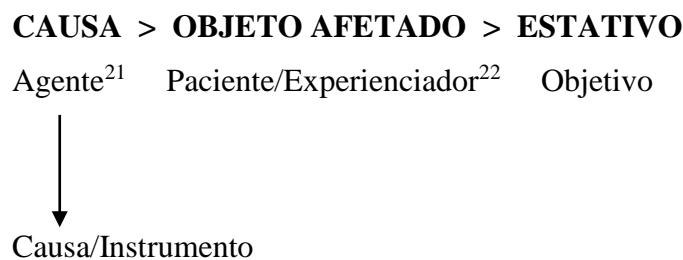 CAUSA > OBJETO AFETADO > ESTATIVO
Agente²¹ Paciente/Experienciador²² Objetivo
Causa/Instrumento